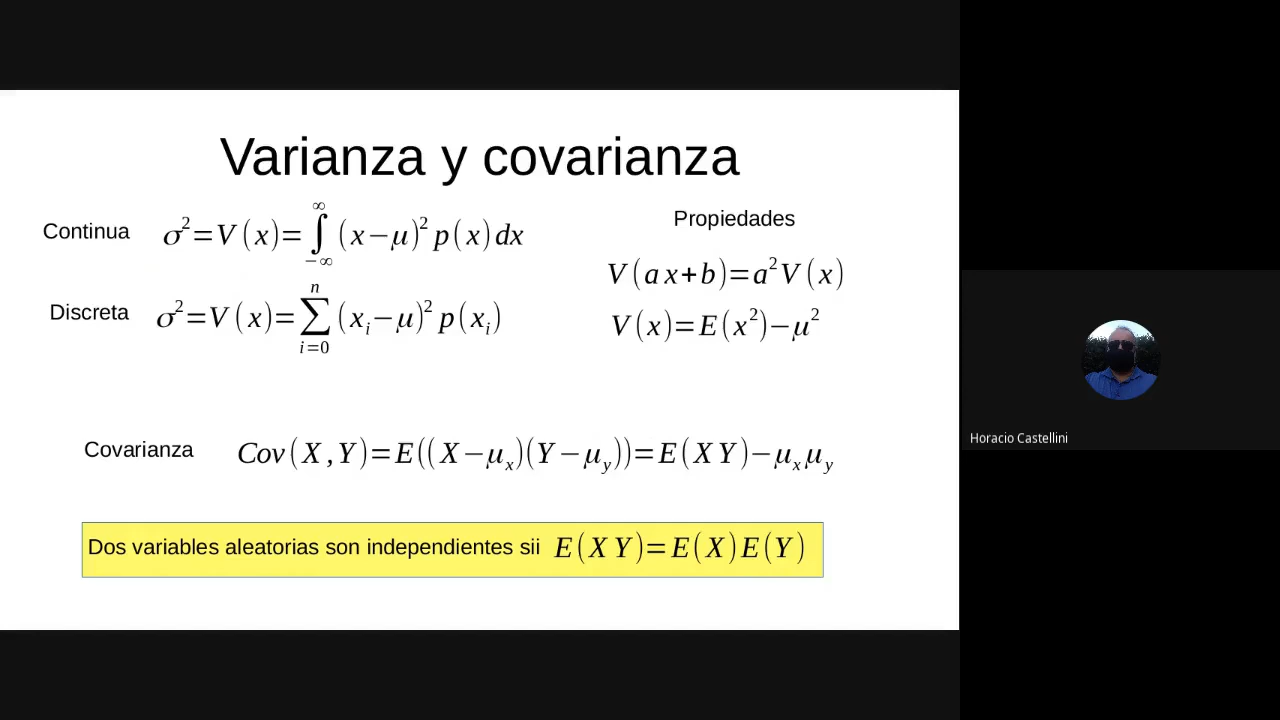 Varianza y covarianza
Continua σ²=V(x)=∫_{-∞}^{∞}(x−μ)² p(x)dx
Discreta σ²=V(x)=∑_{i=0}^{n}(x_i−μ)² p(x_i)
Propiedades
V(ax+b)=a²V(x)
V(x)=E(x²)−μ²
Covarianza Cov(X,Y)=E((X−μ_x)(Y−μ_y))=E(XY)−μ_xμ_y
Dos variables aleatorias son independientes sii E(XY)=E(X)E(Y)
Horacio Castellini